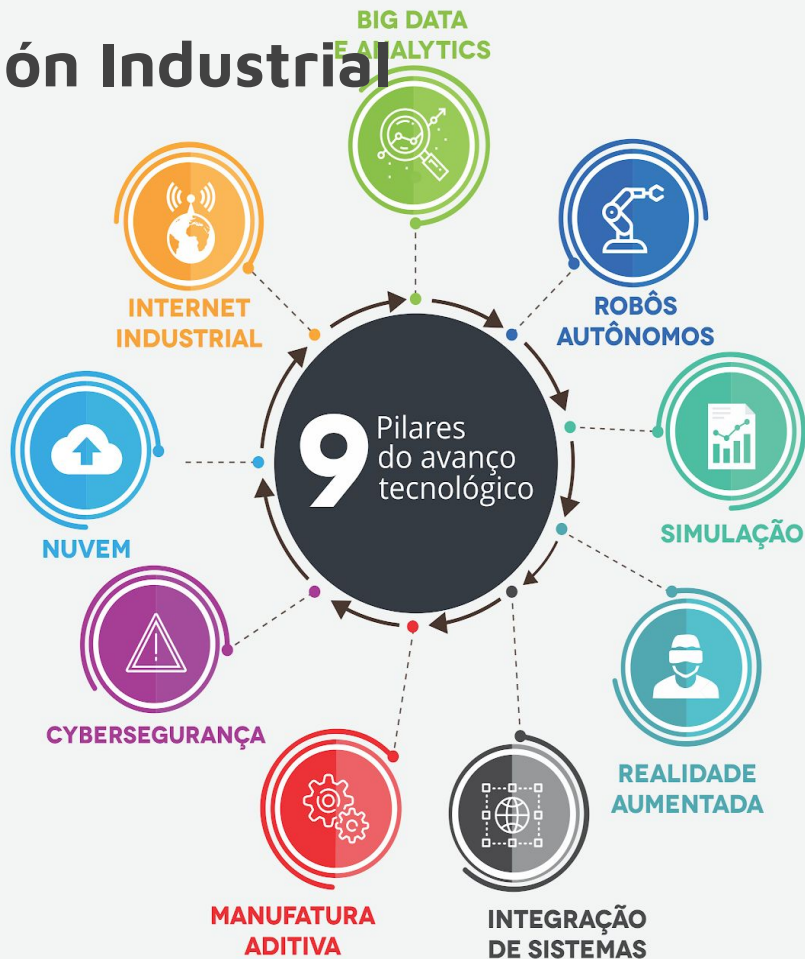 BIG DATA
E ANALYTICS
ón Industrial
INTERNET
INDUSTRIAL
ROBÔS
AUTÔNOMOS
9 Pilares
do avanço
tecnológico
NUVEM
SIMULAÇÃO
CYBERSEGURANÇA
REALIDADE
AUMENTADA
MANUFATURA
ADITIVA
INTEGRAÇÃO
DE SISTEMAS